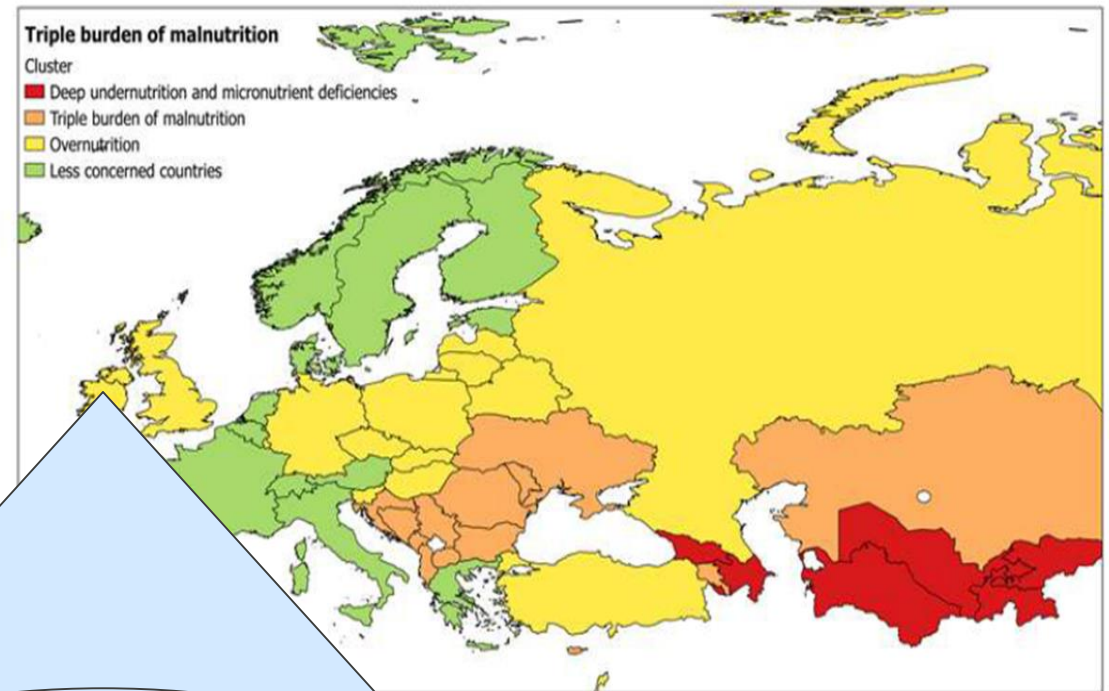 Triple burden of malnutrition
Cluster
Deep undernutrition and micronutrient deficiencies
Triple burden of malnutrition
Overnutrition
Less concerned countries